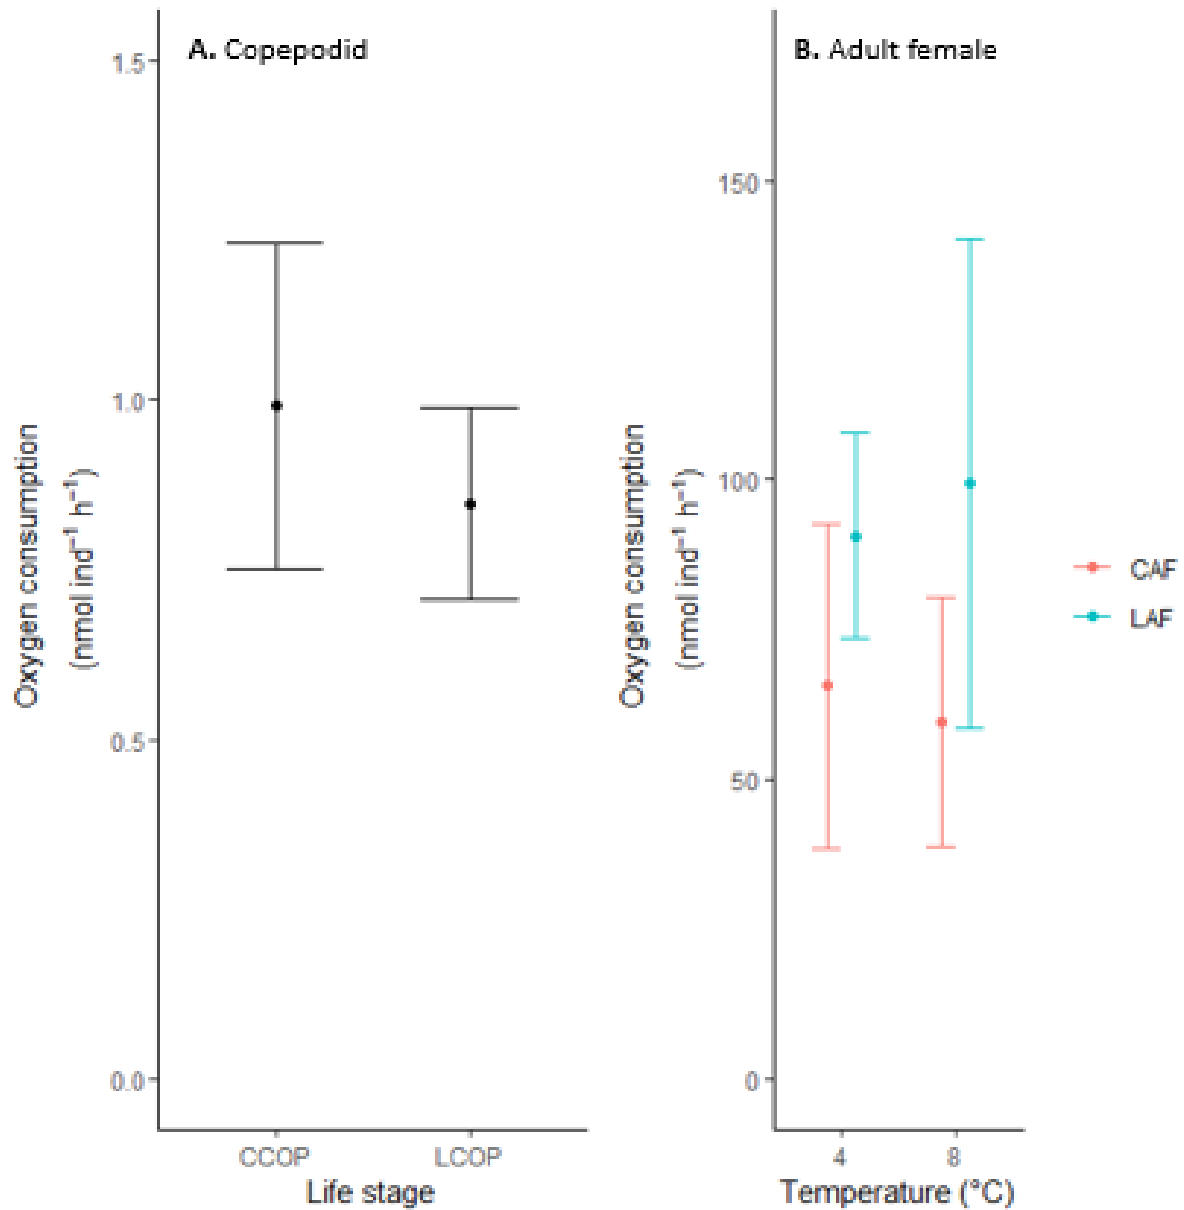 A. Copepodid
1.5
1.0
0.5
0.0
Oxygen consumption
(nmol ind⁻¹ h⁻¹)
CCOP LCOP
Life stage
B. Adult female
150
100
50
0
Oxygen consumption
(nmol ind⁻¹ h⁻¹)
4 8
Temperature (°C)
CAF
LAF